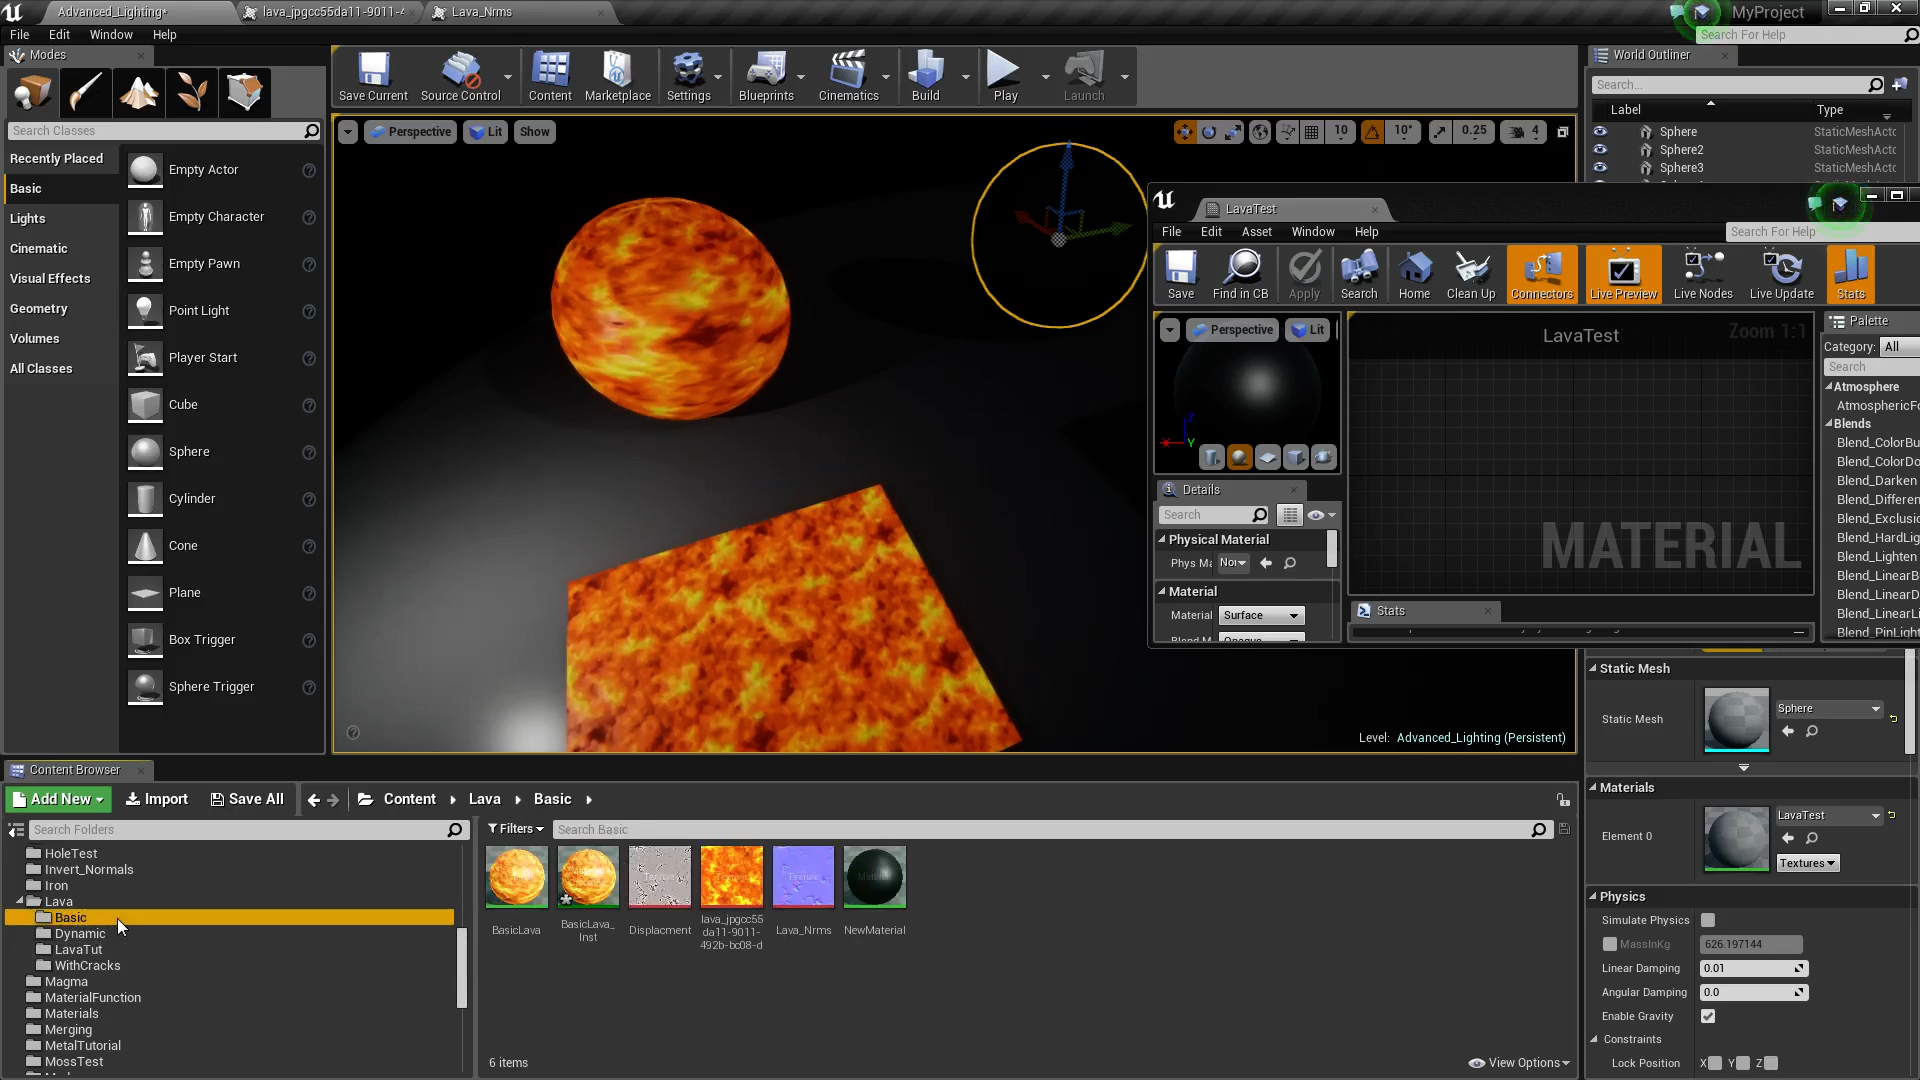 Advanced_Lighting*
lava_jpgcc55da11-9011-4
Lava_Nrms
MyProject
File Edit Window Help
Search For Help
Modes
World Outliner
Save Current
Source Control
Content
Marketplace
Settings
Blueprints
Cinematics
Build
Play
Launch
Search...
Label
Type
Search Classes
Perspective
Lit
Show
10
10°
0.25
4
Sphere
StaticMeshActo
Sphere2
StaticMeshActo
Sphere3
StaticMeshActo
Recently Placed
Basic
Lights
Cinematic
Visual Effects
Geometry
Volumes
All Classes
Empty Actor
Empty Character
Empty Pawn
Point Light
Player Start
Cube
Sphere
Cylinder
Cone
Plane
Box Trigger
Sphere Trigger
LavaTest
File Edit Asset Window Help
Search For Help
Save
Find in CB
Apply
Search
Home
Clean Up
Connectors
Live Preview
Live Nodes
Live Update
Stats
Perspective
Lit
LavaTest
Zoom 1:1
Palette
Category: All
Search
Atmosphere
AtmosphericFo
Blends
Blend_ColorBu
Blend_ColorDo
Blend_Darken
Blend_Differen
Blend_Exclusio
Blend_HardLig
Blend_Lighten
Blend_LinearB
Blend_LinearD
Blend_LinearLi
Blend_PinLight
Z
X
Y
Details
Search
Physical Material
Phys Ma
Material
Material
Surface
MATERIAL
Stats
Level: Advanced_Lighting (Persistent)
Static Mesh
Static Mesh
Sphere
Materials
Element 0
LavaTest
Textures
Physics
Simulate Physics
MassInKg
626.197144
Linear Damping
0.01
Angular Damping
0.0
Enable Gravity
Constraints
Lock Position
X Y Z
Content Browser
Add New
Import
Save All
Content
Lava
Basic
Search Folders
Filters
Search Basic
HoleTest
Invert_Normals
Iron
Lava
Basic
Dynamic
LavaTut
WithCracks
Magma
MaterialFunction
Materials
Merging
MetalTutorial
MossTest
BasicLava
BasicLava_
Inst
Displacment
lava_jpgcc55
da11-9011-
492b-bc08-d
Lava_Nrms
NewMaterial
6 items
View Options